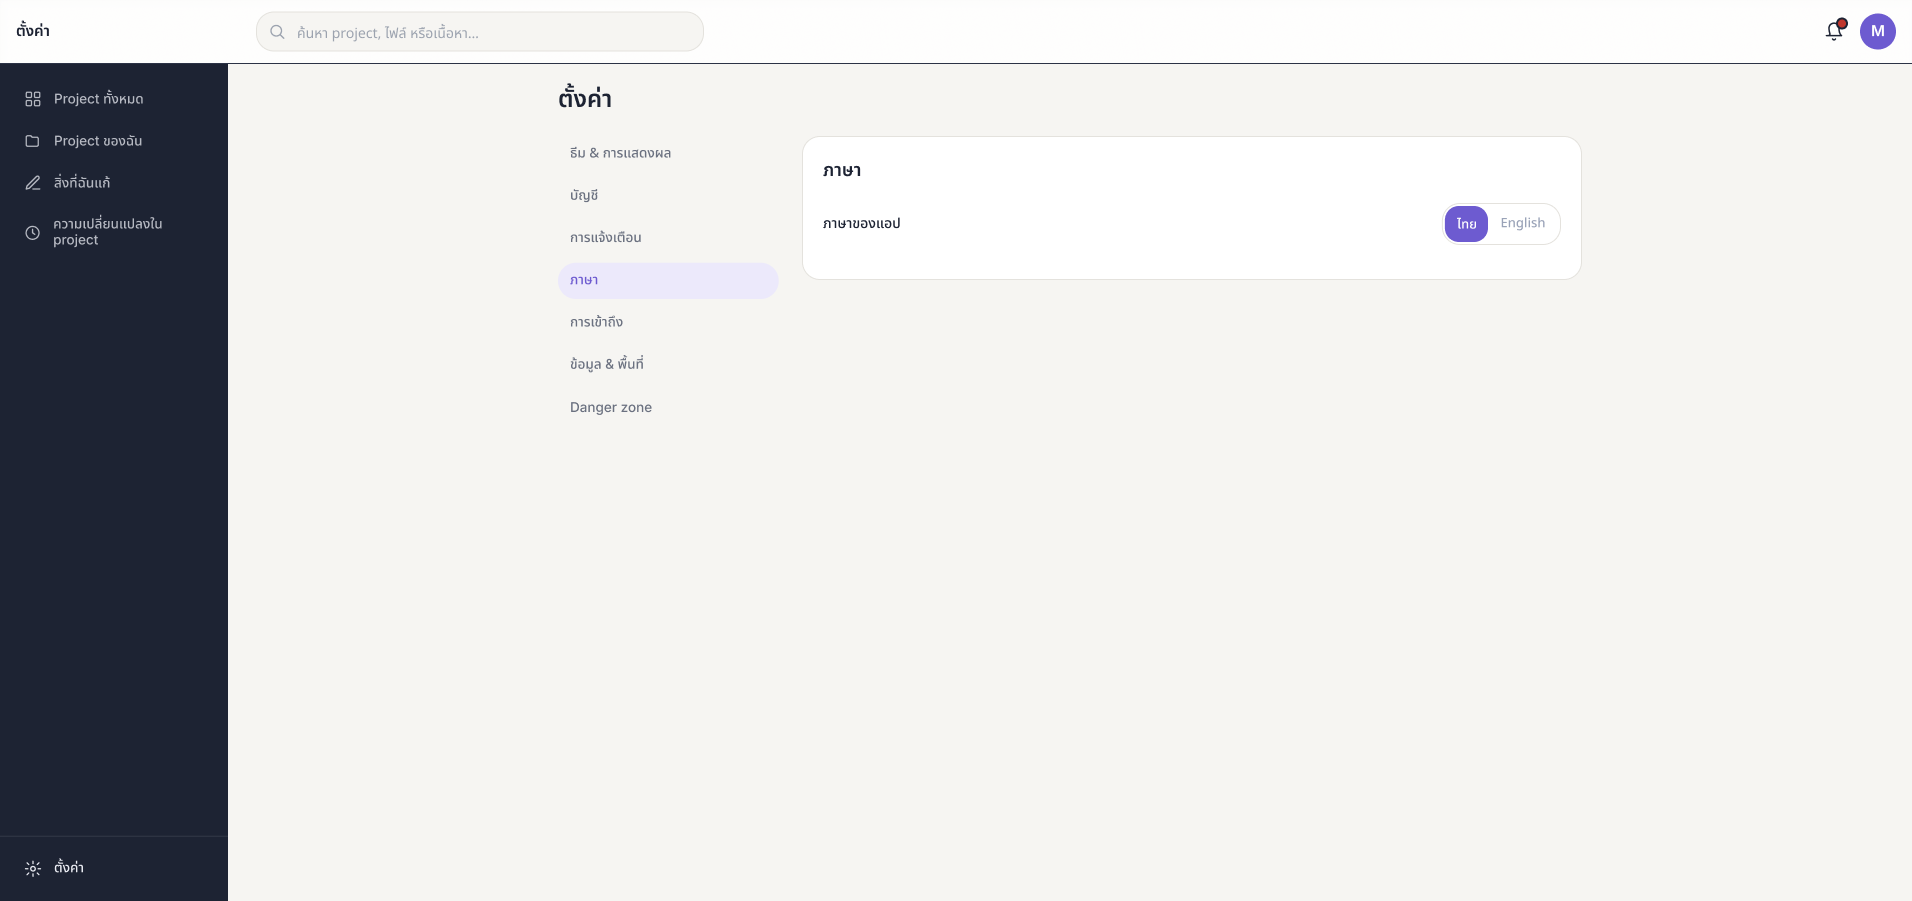 ตั้งค่า
ค้นหา project, ไฟล์ หรือเนื้อหา...
M
Project ทั้งหมด
Project ของฉัน
สิ่งที่ฉันแก้
ความเปลี่ยนแปลงใน
project
ตั้งค่า
ตั้งค่า
ธีม & การแสดงผล
บัญชี
การแจ้งเตือน
ภาษา
การเข้าถึง
ข้อมูล & พื้นที่
Danger zone
ภาษา
ภาษาของแอป
ไทย English